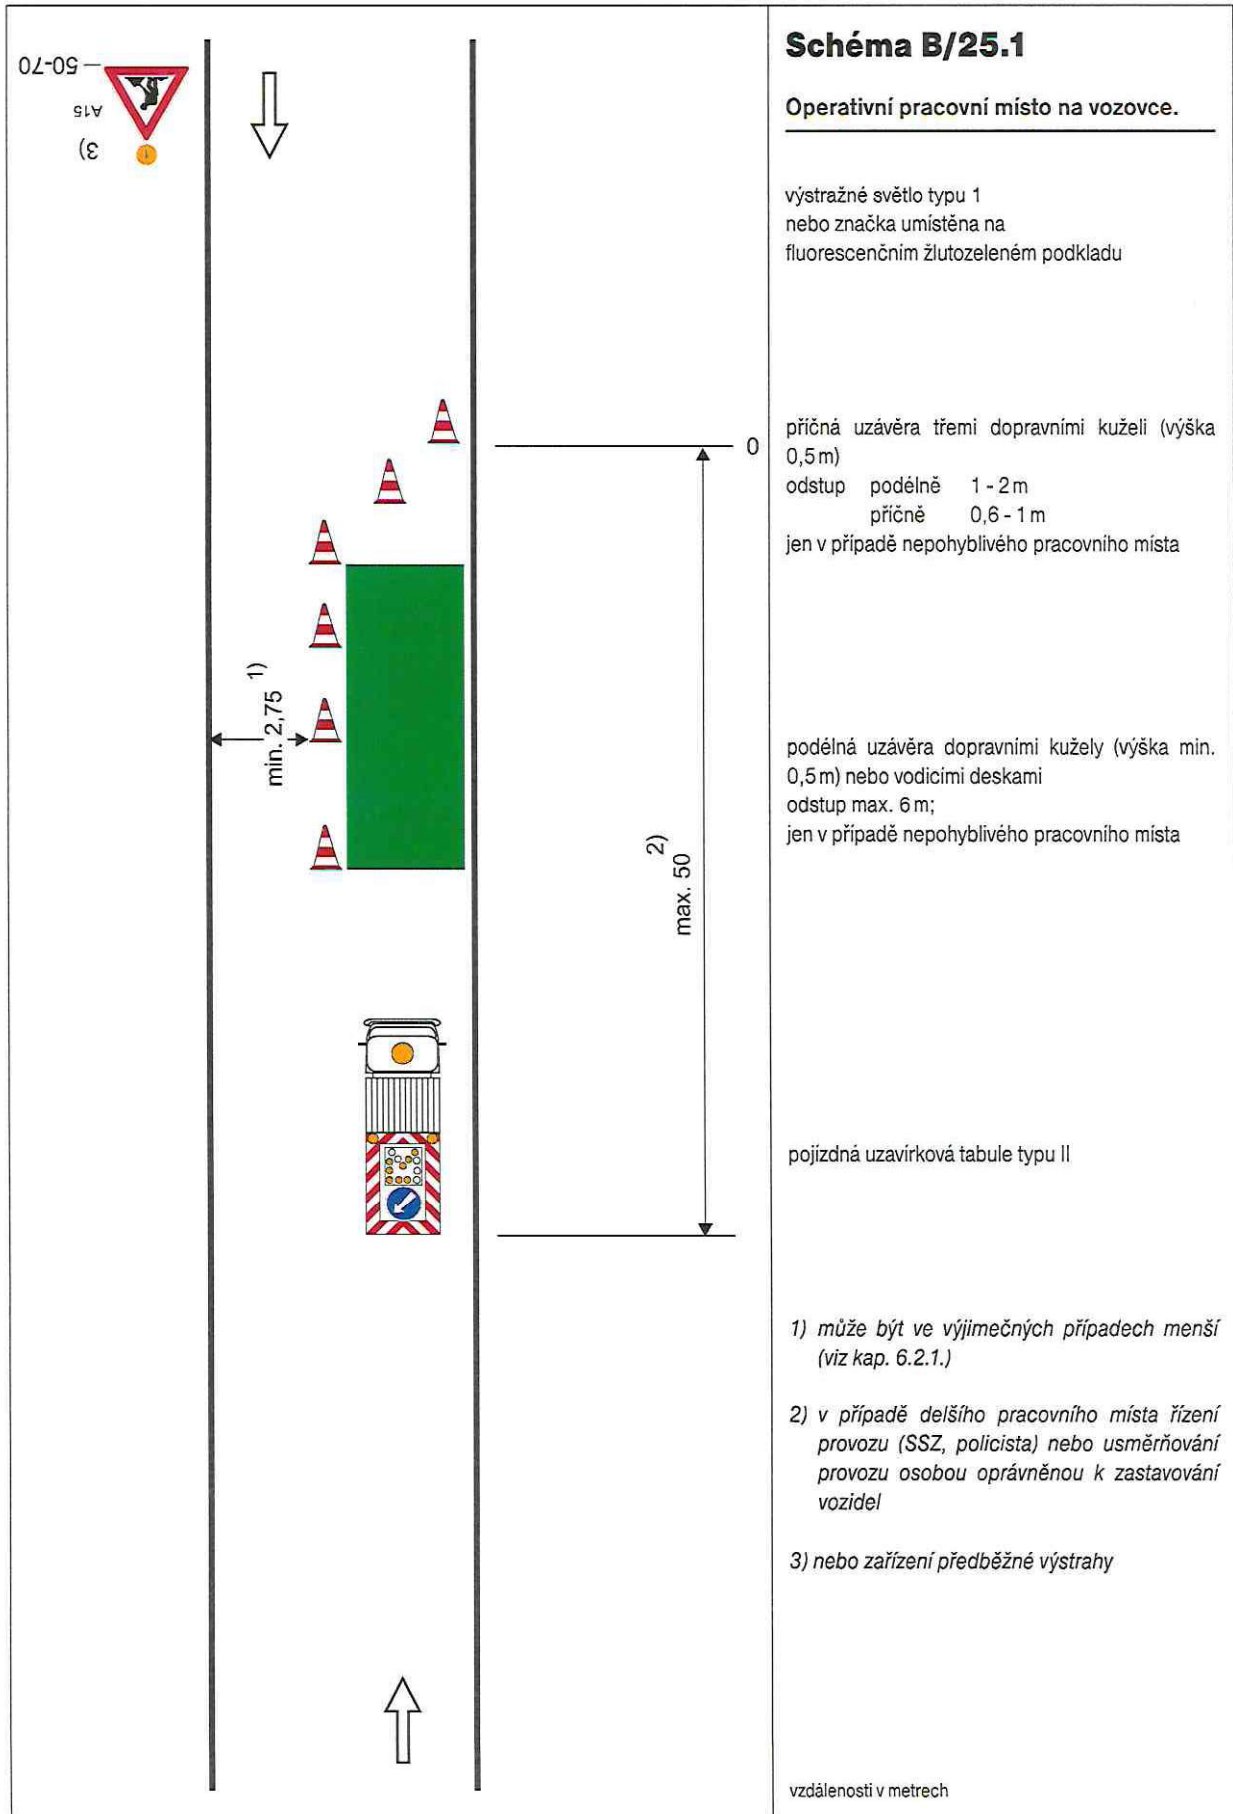 50-70
A15
3)
1
Schéma B/25.1
Operativní pracovní místo na vozovce.
výstražné světlo typu 1
nebo značka umístěna na
fluorescenčním žlutozeleném podkladu
0
příčná uzávěra třemi dopravními kuželi (výška
0,5 m)
odstup podélně 1 - 2 m
příčně 0,6 - 1 m
jen v případě nepohyblivého pracovního místa
min. 2,75 1)
max. 50 2)
podélná uzávěra dopravními kužely (výška min.
0,5 m) nebo vodicími deskami
odstup max. 6 m;
jen v případě nepohyblivého pracovního místa
pojízdná uzavírková tabule typu II
1) může být ve výjimečných případech menší
(viz kap. 6.2.1.)
2) v případě delšího pracovního místa řízení
provozu (SSZ, policista) nebo usměrňování
provozu osobou oprávněnou k zastavování
vozidel
3) nebo zařízení předběžné výstrahy
vzdálenosti v metrech